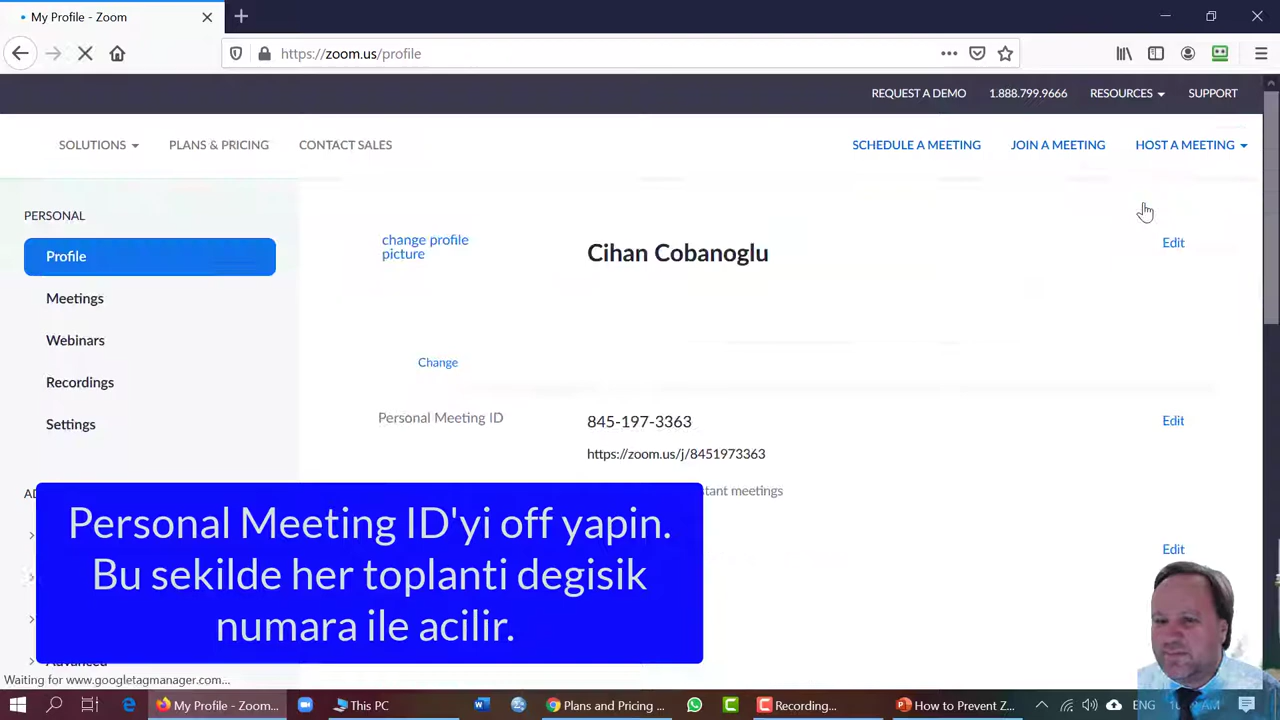 My Profile - Zoom
https://zoom.us/profile
REQUEST A DEMO
1.888.799.9666
RESOURCES
SUPPORT
SOLUTIONS
PLANS & PRICING
CONTACT SALES
SCHEDULE A MEETING
JOIN A MEETING
HOST A MEETING
PERSONAL
Profile
Meetings
Webinars
Recordings
Settings
change profile
picture
Cihan Cobanoglu
Edit
Change
Personal Meeting ID
845-197-3363
Edit
https://zoom.us/j/8451973363
meetings
Edit
Personal Meeting ID'yi off yapin.
Bu sekilde her toplanti degisik
numara ile acilir.
Waiting for www.googletagmanager.com...
My Profile - Zoom...
This PC
Plans and Pricing ...
Recording...
How to Prevent Z...
ENG